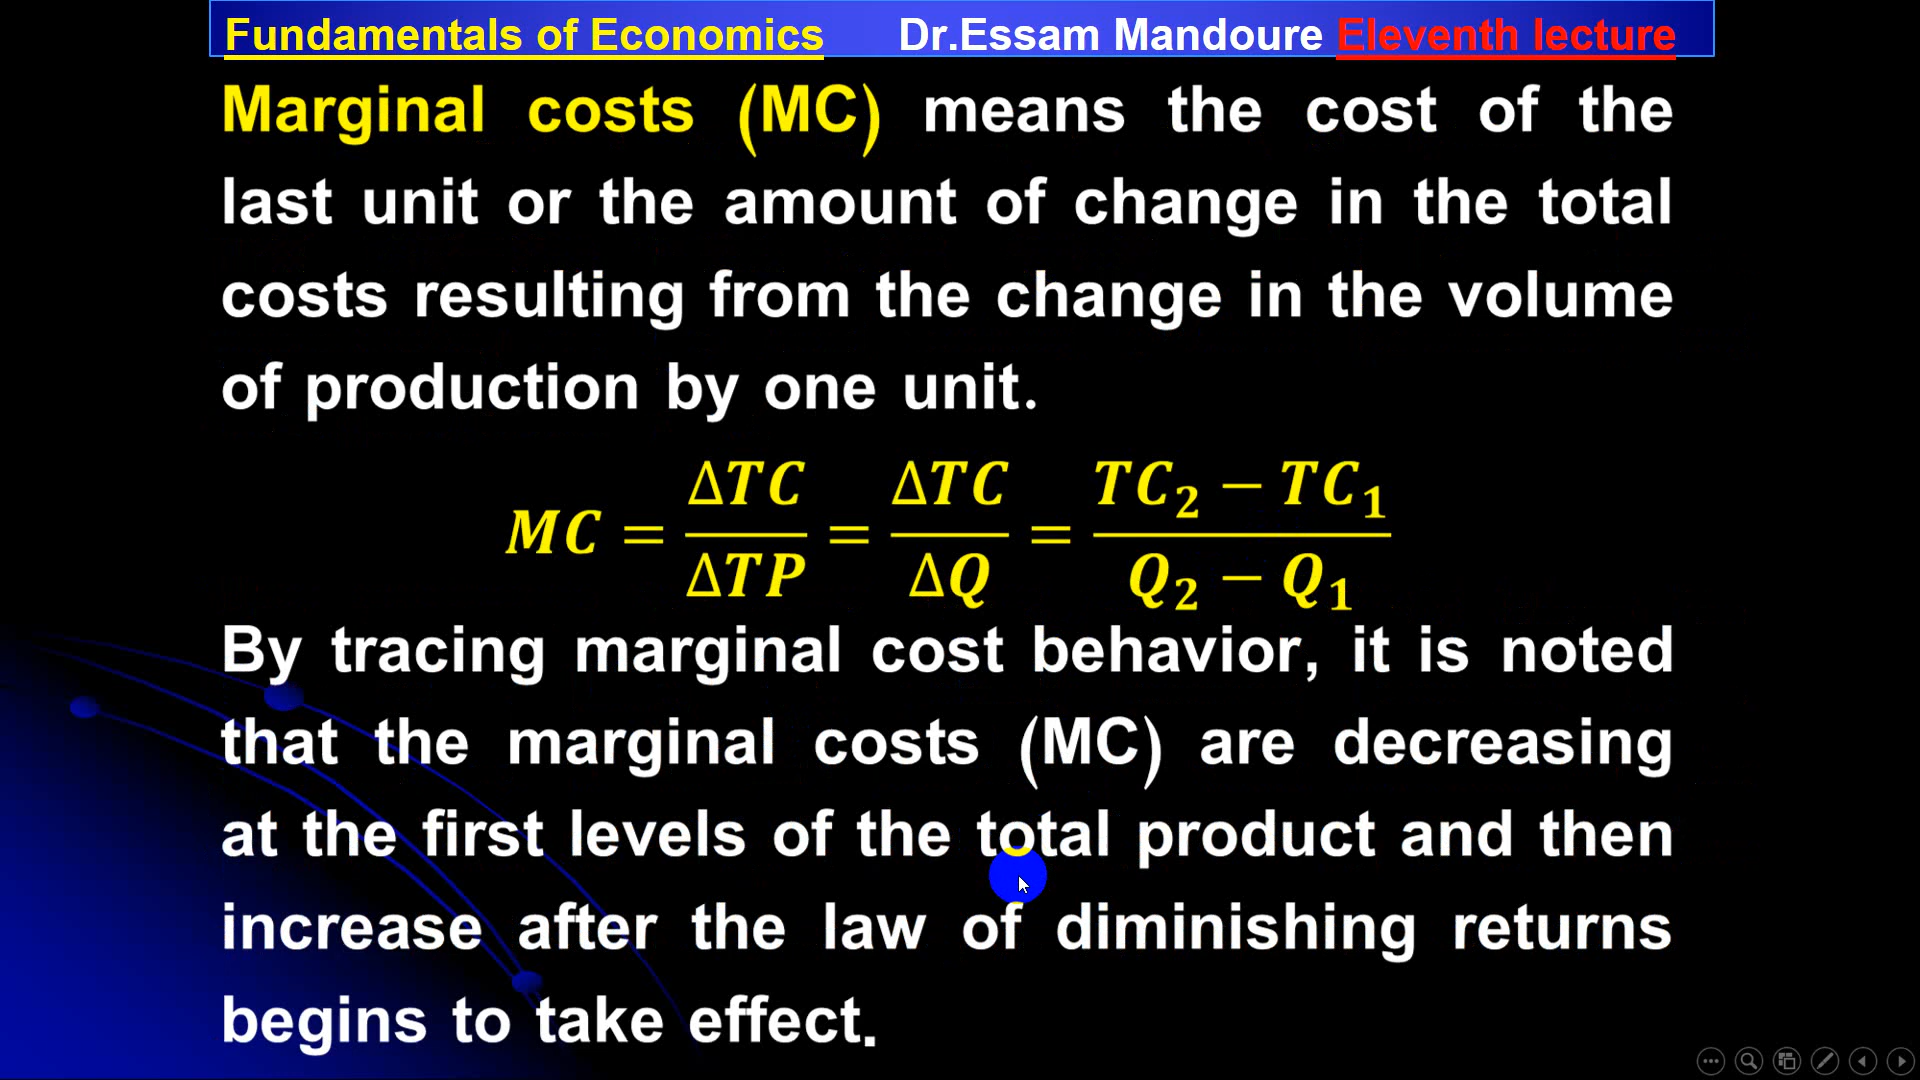 Fundamentals of Economics Dr.Essam Mandoure Eleventh lecture
Marginal costs (MC) means the cost of the
last unit or the amount of change in the total
costs resulting from the change in the volume
of production by one unit.
MC = ΔTC/ΔTP = ΔTC/ΔQ = (TC₂ − TC₁)/(Q₂ − Q₁)
By tracing marginal cost behavior, it is noted
that the marginal costs (MC) are decreasing
at the first levels of the total product and then
increase after the law of diminishing returns
begins to take effect.